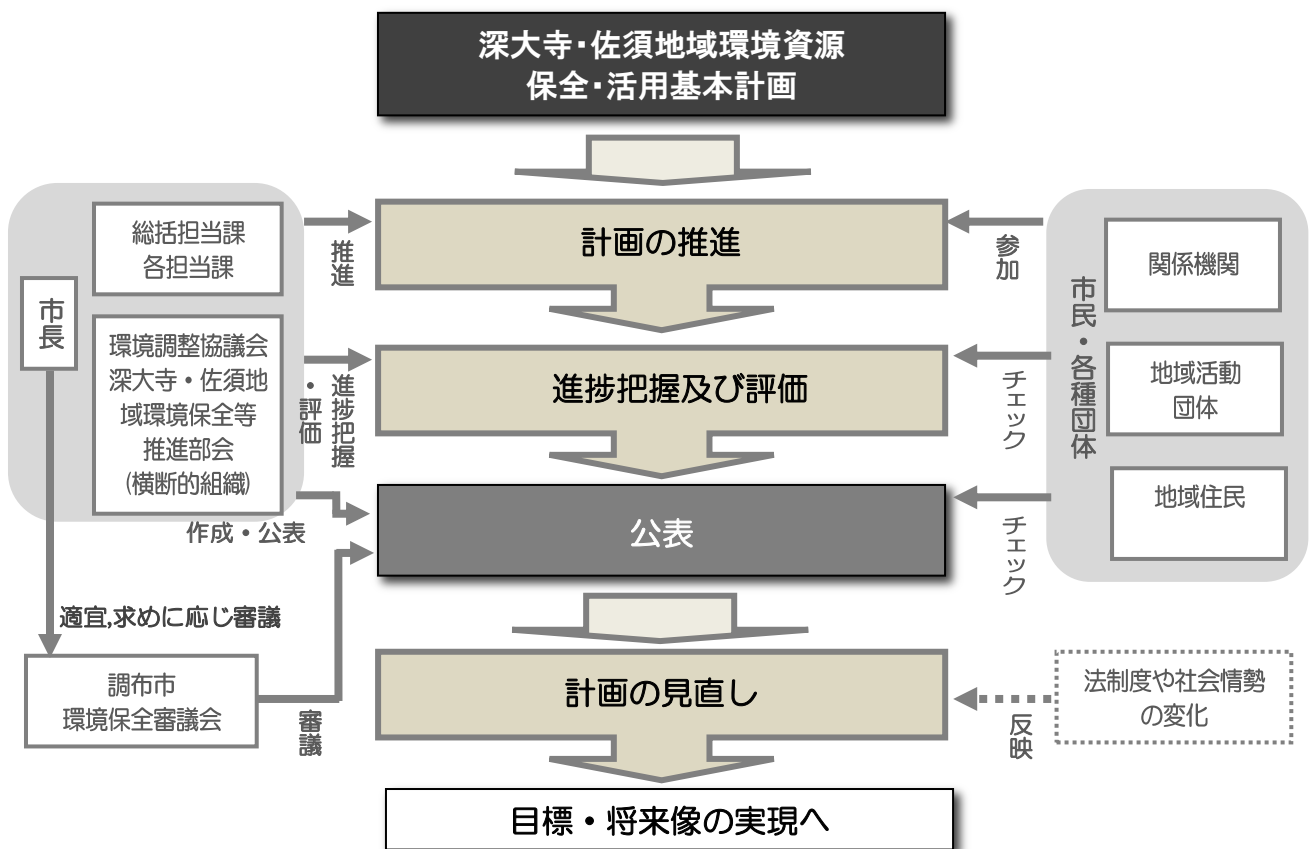 深大寺・佐須地域環境資源
保全・活用基本計画
総括担当課
各担当課
推進
計画の推進
参加
関係機関
市長
市民・各種団体
環境調整協議会
深大寺・佐須地
域環境保全等
推進部会
(横断的組織)
進捗把握
・評価
進捗把握及び評価
チェック
地域活動
団体
作成・公表
公表
チェック
地域住民
適宜,求めに応じ審議
調布市
環境保全審議会
審議
計画の見直し
反映
法制度や社会情勢
の変化
目標・将来像の実現へ